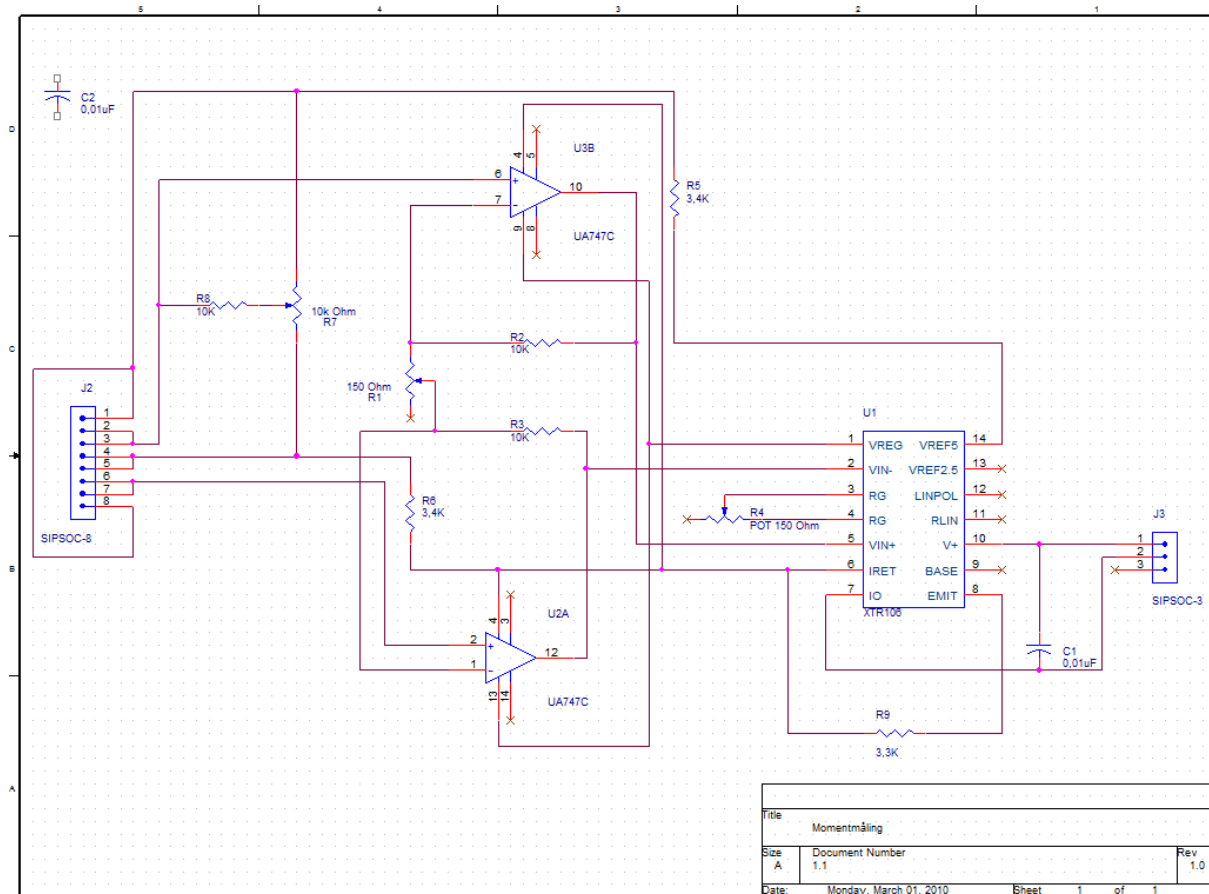 5 4 3 2 1
D
C
B
A
C2
0,01uF
U3B
4 5
6
+
10
7
-
9 8
UA747C
R5
3,4K
R8
10K
10k Ohm
R7
R2
10K
150 Ohm
R1
R3
10K
J2
1
2
3
4
5
6
7
8
SIPSOC-8
R6
3,4K
U2A
4 3
2
+
12
1
-
13 14
UA747C
R4
POT 150 Ohm
U1
1 VREG VREF5 14
2 VIN- VREF2.5 13
3 RG LINPOL 12
4 RG RLIN 11
5 VIN+ V+ 10
6 IRET BASE 9
7 IO EMIT 8
XTR106
J3
1
2
3
SIPSOC-3
C1
0,01uF
R9
3,3K
Title
Momentmåling
Size Document Number Rev
A 1.1 1.0
Date: Monday, March 01, 2010 Sheet 1 of 1